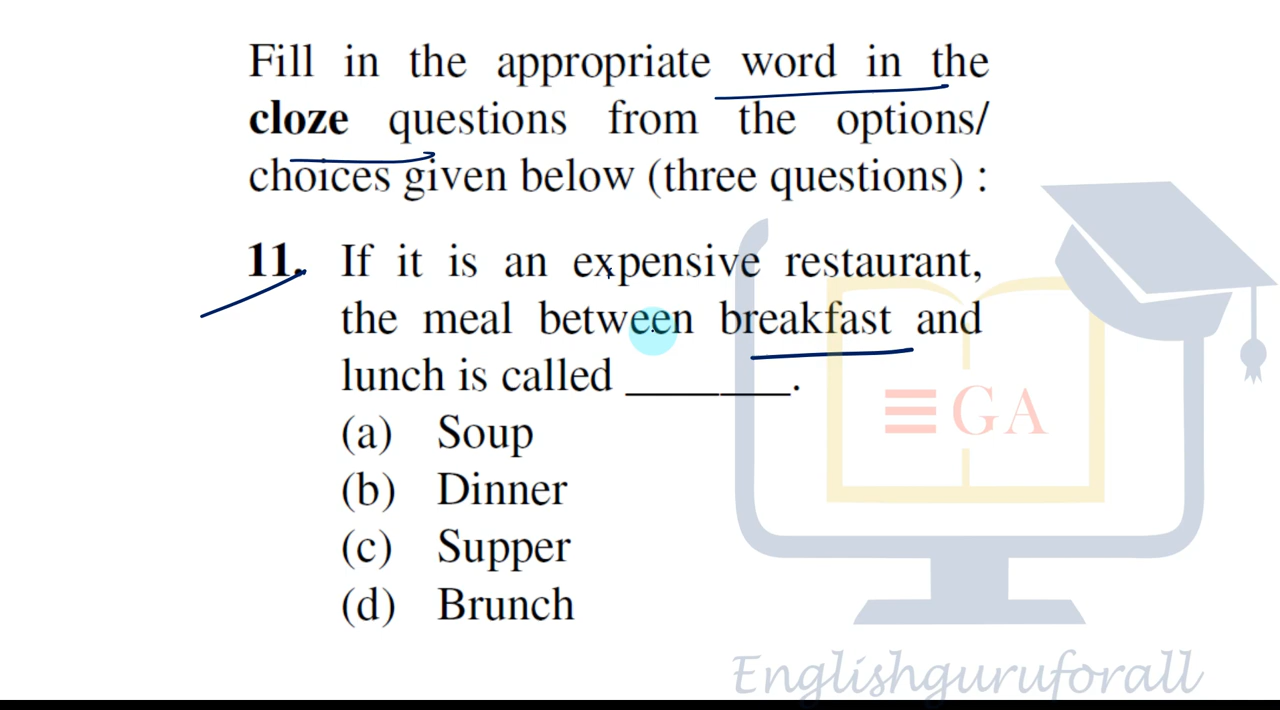 Fill in the appropriate word in the
cloze questions from the options/
choices given below (three questions) :
11. If it is an expensive restaurant,
the meal between breakfast and
lunch is called ________.
(a) Soup
(b) Dinner
(c) Supper
(d) Brunch
GA
Englishguruforall